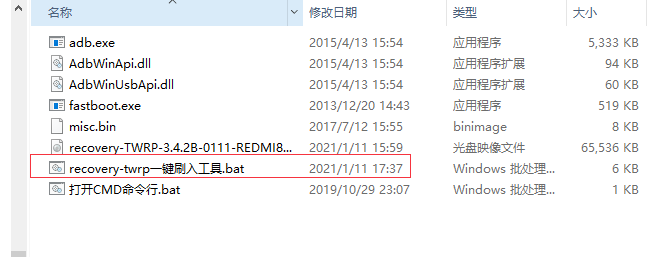 名称 修改日期 类型 大小
adb.exe 2015/4/13 15:54 应用程序 5,333 KB
AdbWinApi.dll 2015/4/13 15:54 应用程序扩展 94 KB
AdbWinUsbApi.dll 2015/4/13 15:54 应用程序扩展 60 KB
fastboot.exe 2013/12/20 14:43 应用程序 519 KB
misc.bin 2017/7/12 15:55 binimage 8 KB
recovery-TWRP-3.4.2B-0111-REDMI8... 2021/1/11 15:59 光盘映像文件 65,536 KB
recovery-twrp一键刷入工具.bat 2021/1/11 17:37 Windows 批处理... 6 KB
打开CMD命令行.bat 2019/10/29 23:07 Windows 批处理... 1 KB